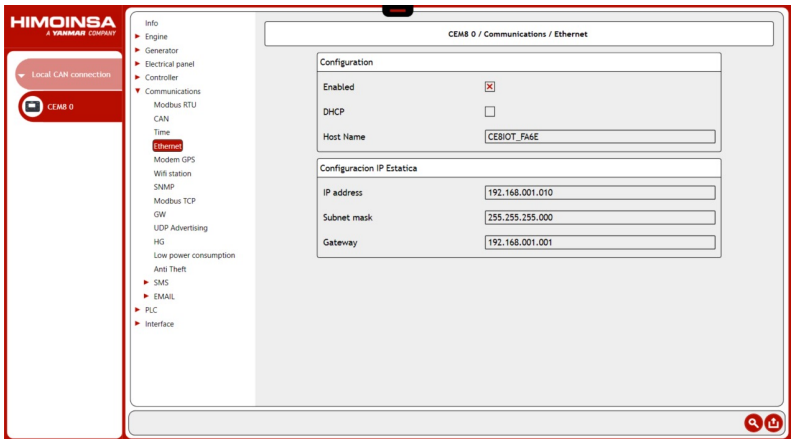 HIMOINSA
A YANMAR COMPANY
Local CAN connection
CEM8 0
Info
Engine
Generator
Electrical panel
Controller
Communications
Modbus RTU
CAN
Time
Ethernet
Modem GPS
Wifi station
SNMP
Modbus TCP
GW
UDP Advertising
HG
Low power consumption
Anti Theft
SMS
EMAIL
PLC
Interface
CEM8 0 / Communications / Ethernet
Configuration
Enabled
DHCP
Host Name CE8IOT_FA6E
Configuracion IP Estatica
IP address 192.168.001.010
Subnet mask 255.255.255.000
Gateway 192.168.001.001